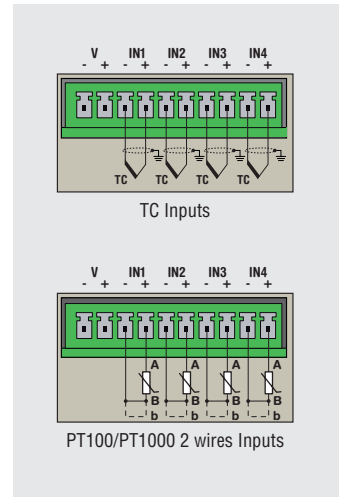 V IN1 IN2 IN3 IN4
- + - + - + - + - +
TC TC TC TC
TC Inputs
V IN1 IN2 IN3 IN4
- + - + - + - + - +
A A A A
B B B B
b b b b
PT100/PT1000 2 wires Inputs